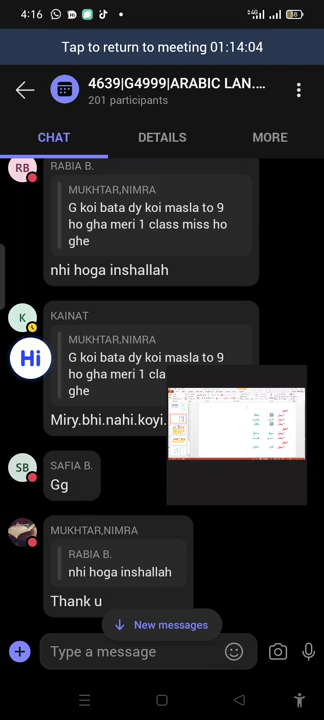 4:16
Tap to return to meeting 01:14:04
4639|G4999|ARABIC LAN....
201 participants
CHAT DETAILS MORE
RB
RABIA B.
MUKHTAR,NIMRA
G koi bata dy koi masla to 9
ho gha meri 1 class miss ho
ghe
nhi hoga inshallah
K
KAINAT
MUKHTAR,NIMRA
G koi bata dy koi masla to 9
ho gha meri 1 cla
ghe
Hi
Miry.bhi.nahi.koyi.
SB
SAFIA B.
Gg
MUKHTAR,NIMRA
RABIA B.
nhi hoga inshallah
Thank u
New messages
Type a message